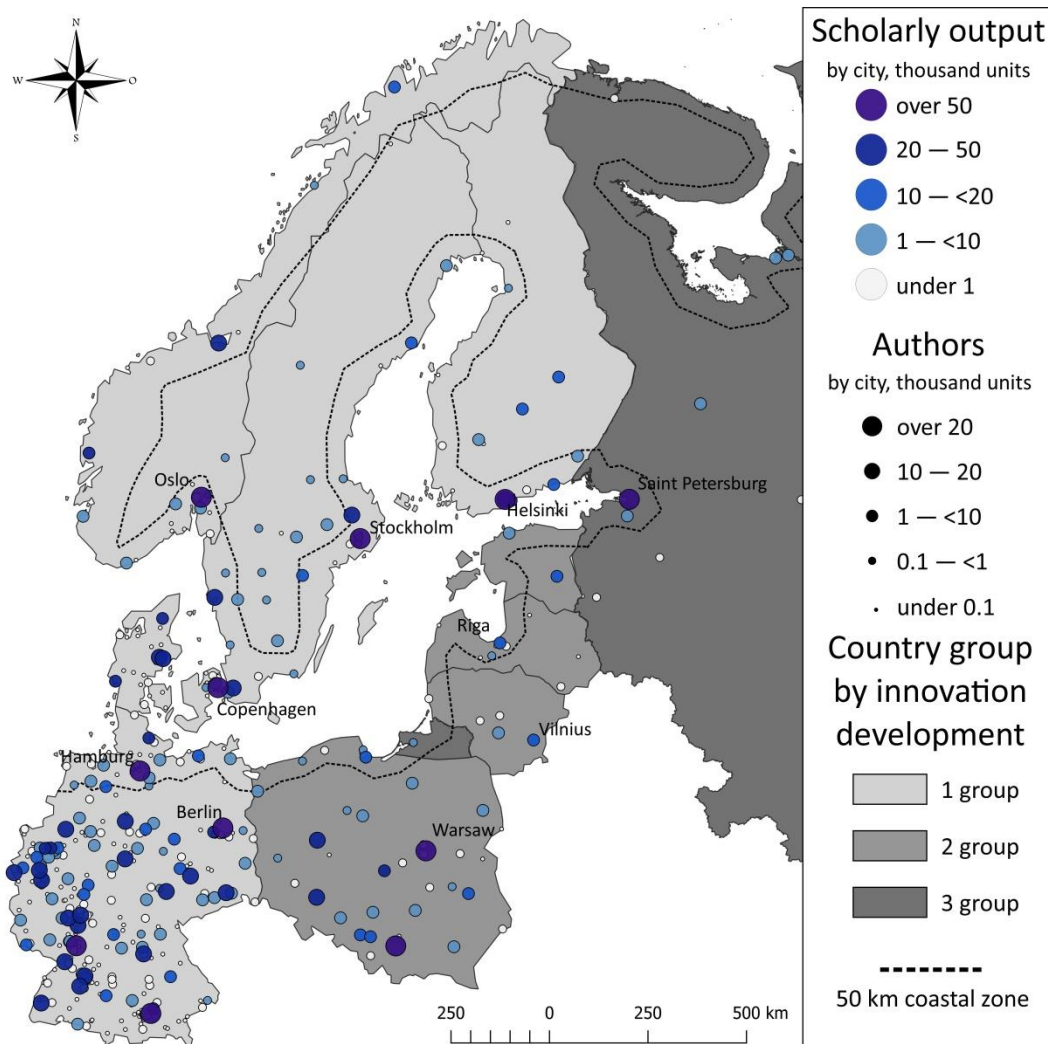 N
W
O
S
Oslo
Stockholm
Helsinki
Saint Petersburg
Riga
Copenhagen
Vilnius
Hamburg
Berlin
Warsaw
250
0
250
500 km
Scholarly output
by city, thousand units
over 50
20 — 50
10 — <20
1 — <10
under 1
Authors
by city, thousand units
over 20
10 — 20
1 — <10
0.1 — <1
under 0.1
Country group
by innovation
development
1 group
2 group
3 group
50 km coastal zone